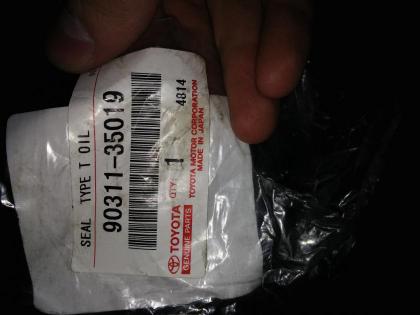 SEAL TYPE T OIL
90311-35019
QTY. 1
4814
TOYOTA
GENUINE PARTS
TOYOTA MOTOR CORPORATION
MADE IN JAPAN